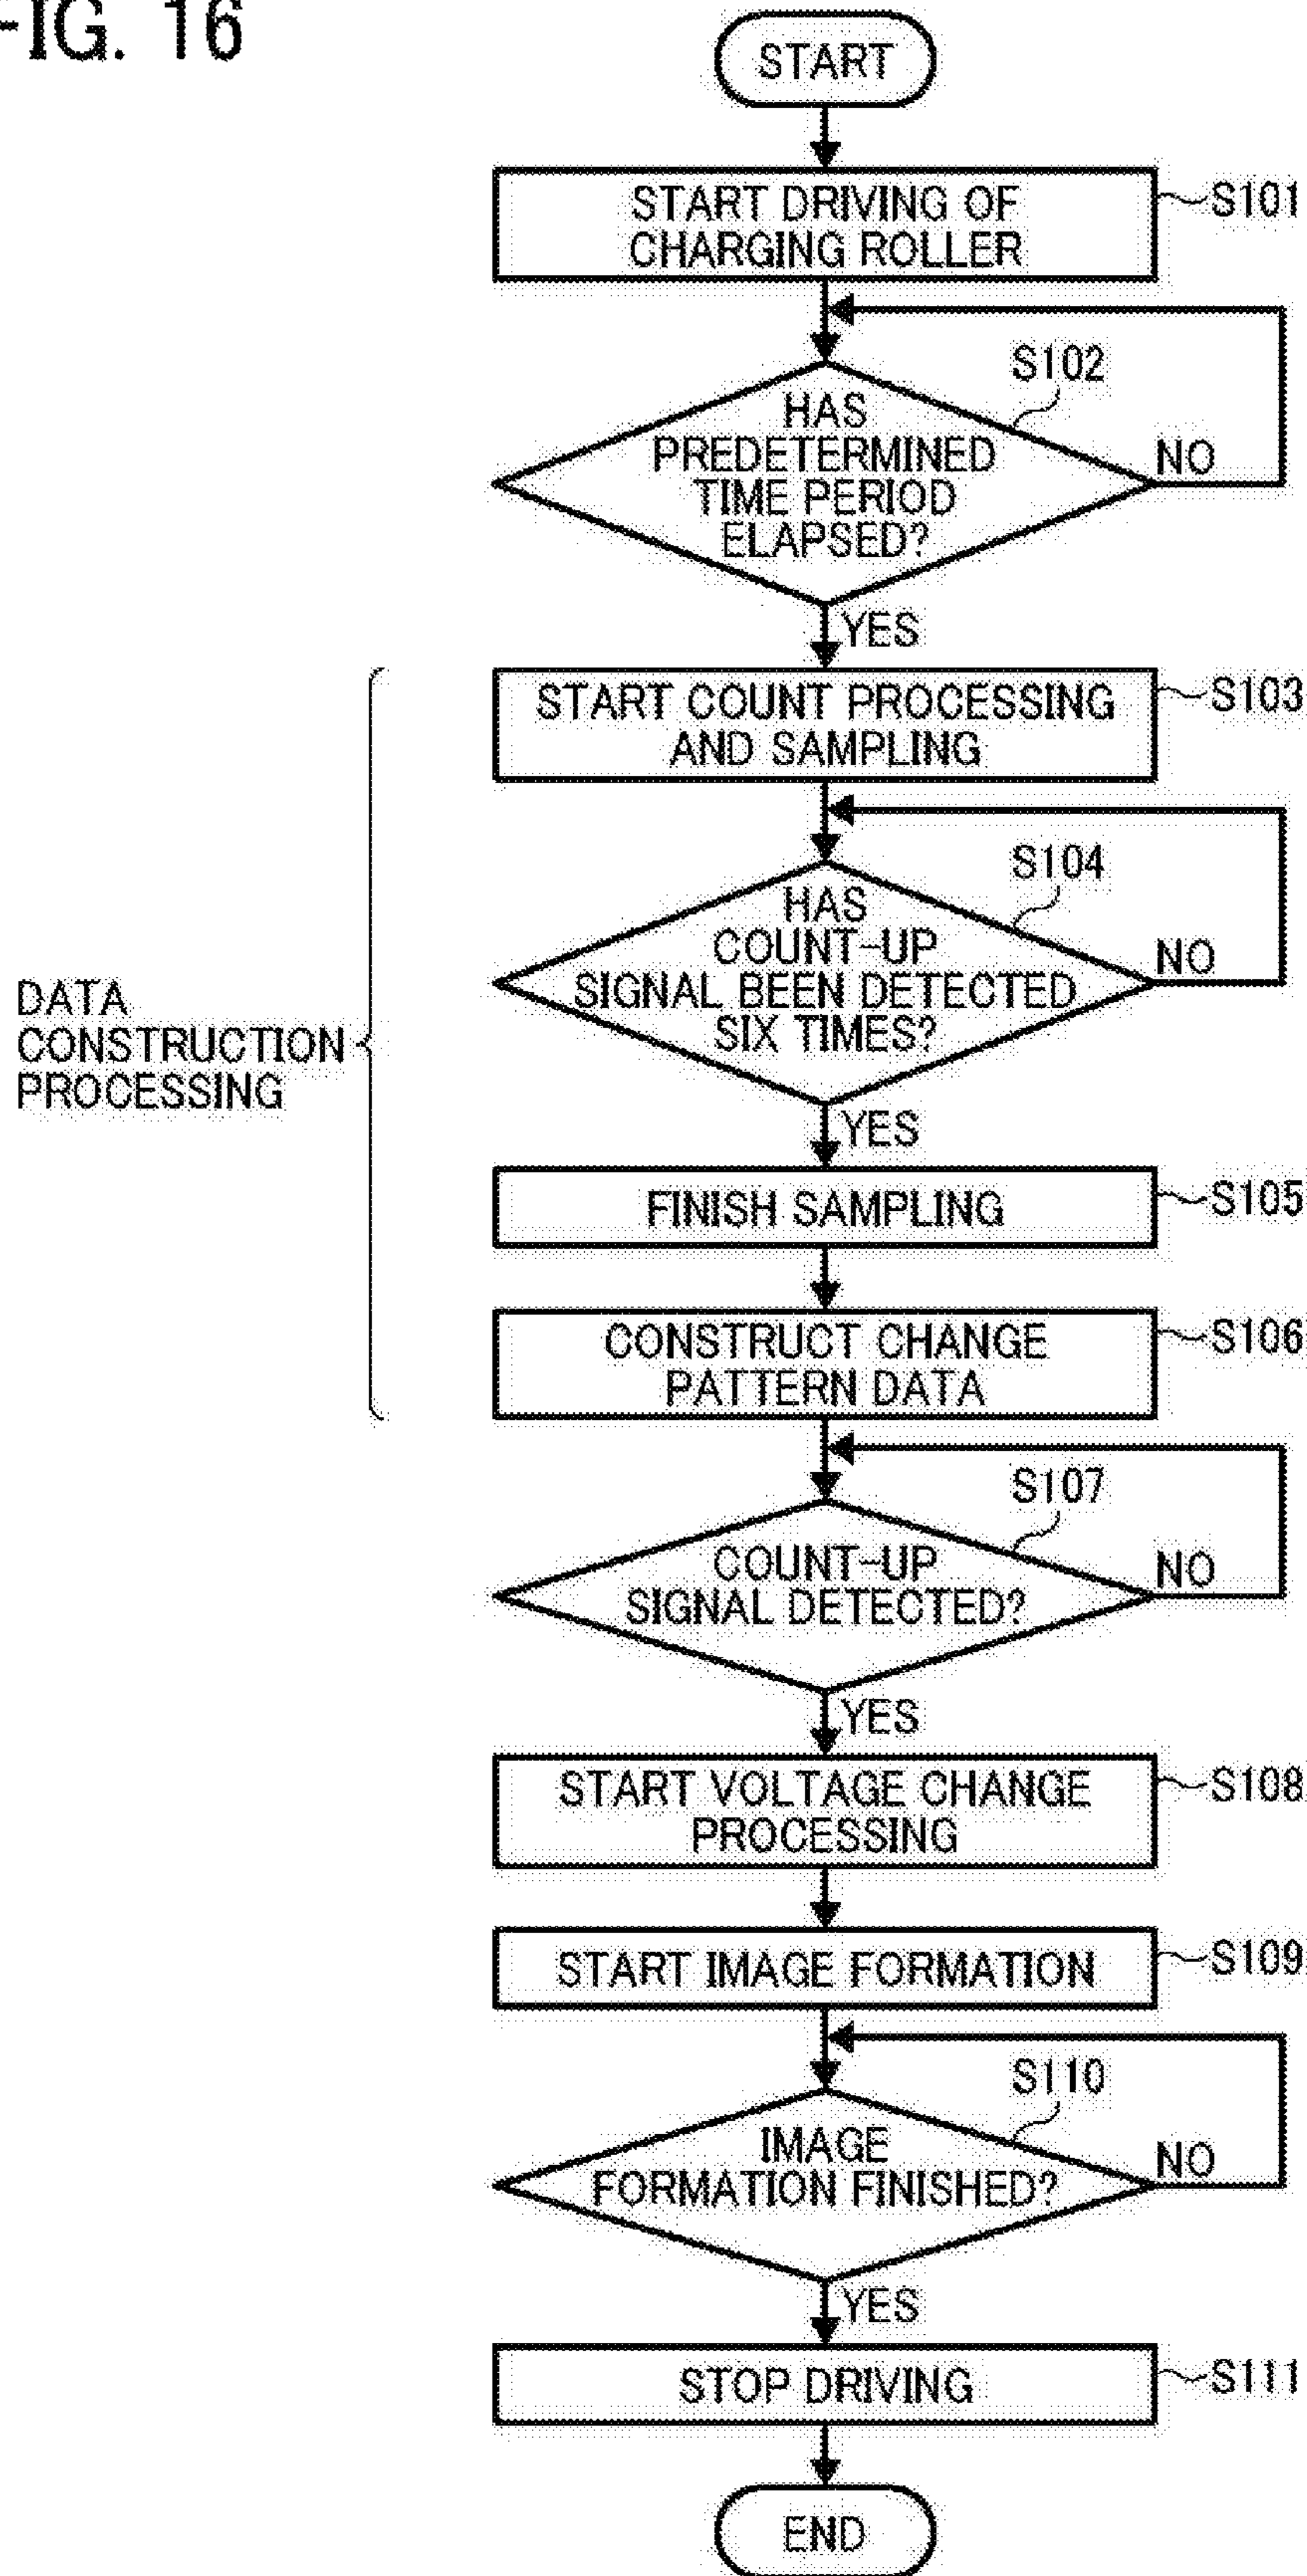 FIG. 16
START
START DRIVING OF
CHARGING ROLLER
S101
S102
HAS
PREDETERMINED
TIME PERIOD
ELAPSED?
NO
YES
START COUNT PROCESSING
AND SAMPLING
S103
S104
HAS
COUNT-UP
SIGNAL BEEN DETECTED
SIX TIMES?
NO
DATA
CONSTRUCTION
PROCESSING
YES
FINISH SAMPLING
S105
CONSTRUCT CHANGE
PATTERN DATA
S106
S107
COUNT-UP
SIGNAL DETECTED?
NO
YES
START VOLTAGE CHANGE
PROCESSING
S108
START IMAGE FORMATION
S109
S110
IMAGE
FORMATION FINISHED?
NO
YES
STOP DRIVING
S111
END